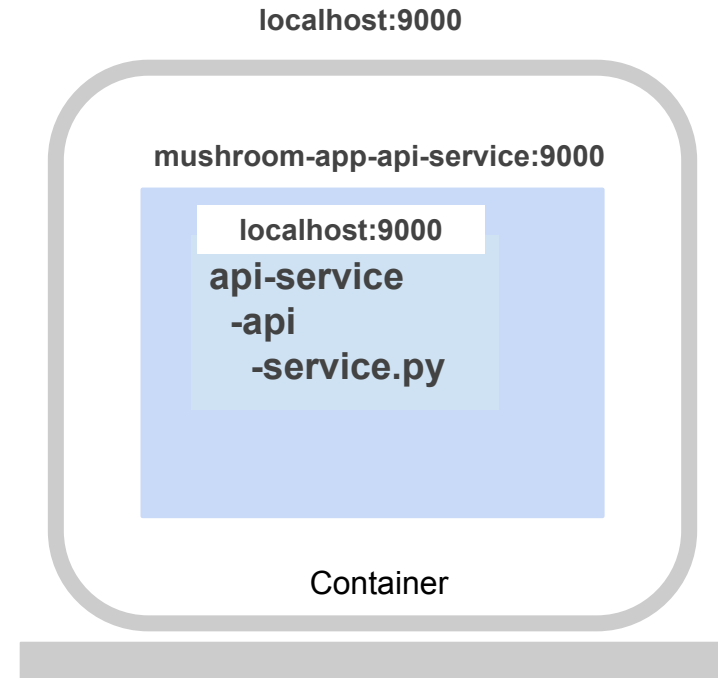 localhost:9000
mushroom-app-api-service:9000
localhost:9000
api-service
-api
-service.py
Container